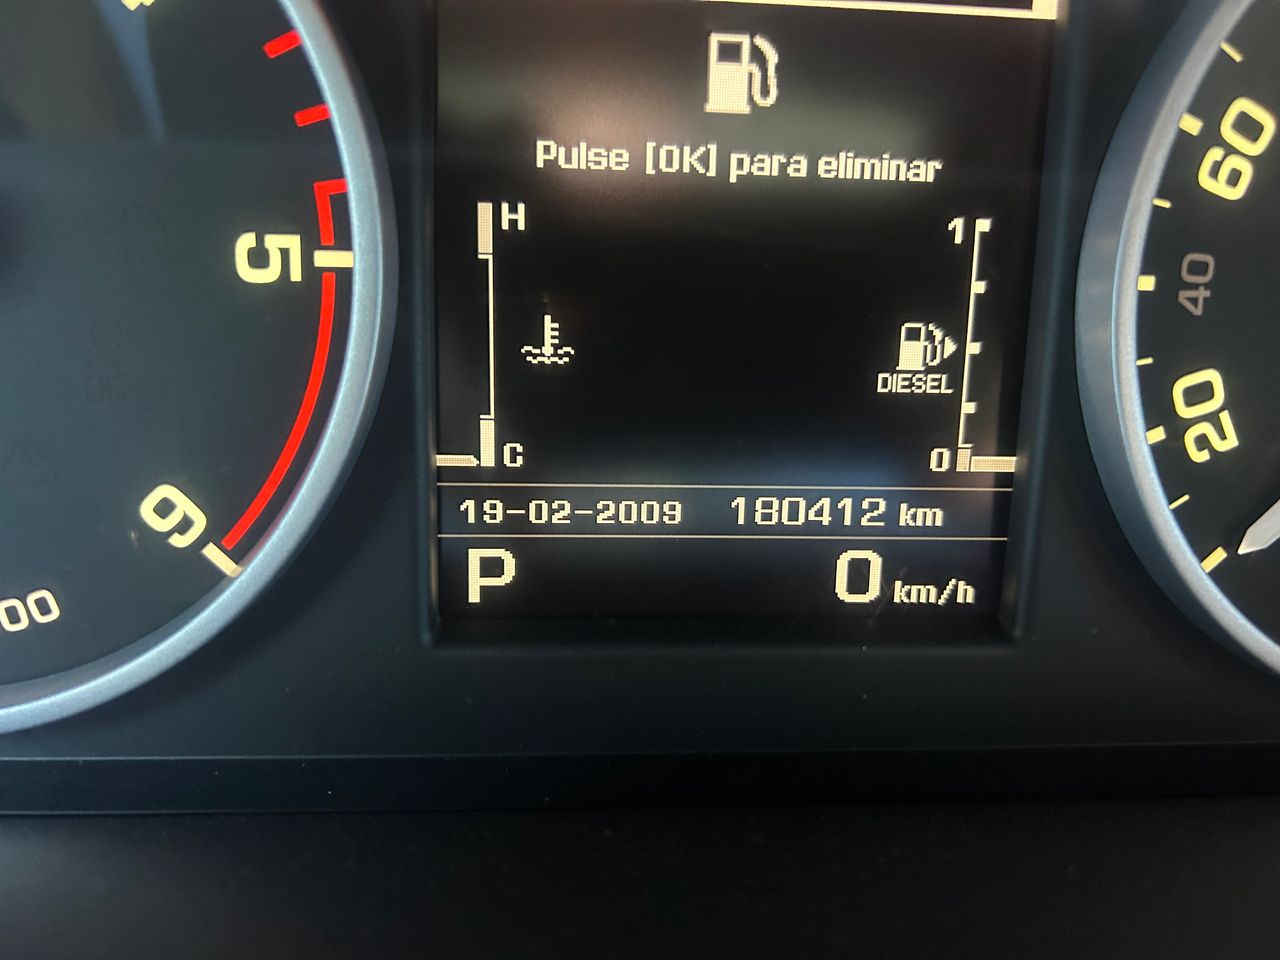 Pulse [OK] para eliminar
H
1
5
60
40
DIESEL
20
C
0
19-02-2009 180412 km
6
P
0 km/h
00